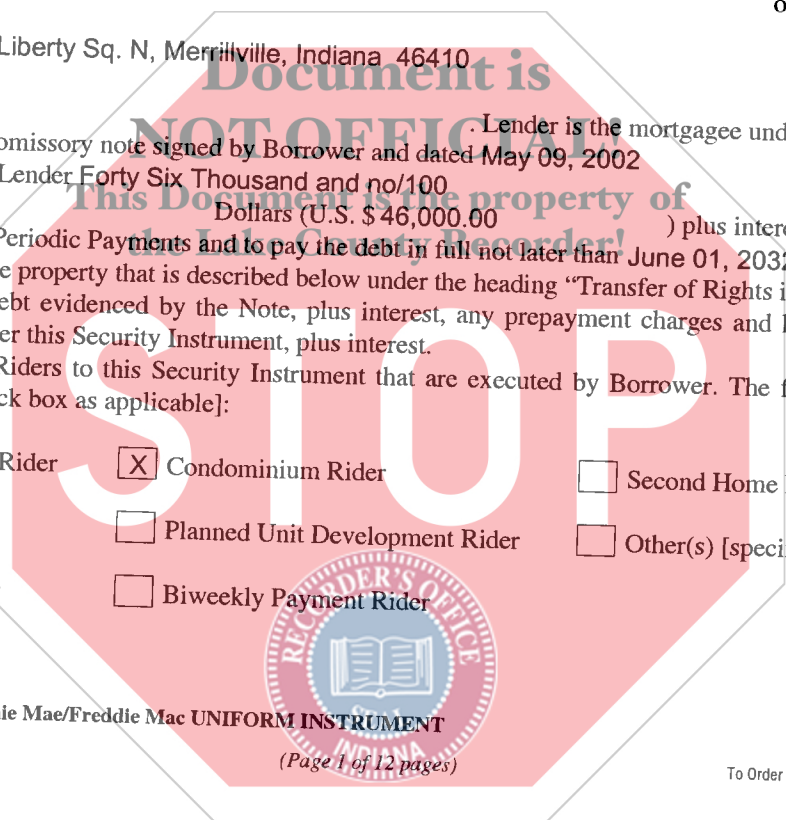 Liberty Sq. N, Merrillville, Indiana 46410
Document is
NOT OFFICIAL!
. Lender is the mortgagee und
omissory note signed by Borrower and dated May 09, 2002
Lender Forty Six Thousand and no/100
This Document is the property of
Dollars (U.S. $ 46,000.00 ) plus intere
the Lake County Recorder!
Periodic Payments and to pay the debt in full not later than June 01, 2032
e property that is described below under the heading “Transfer of Rights i
ebt evidenced by the Note, plus interest, any prepayment charges and l
er this Security Instrument, plus interest.
Riders to this Security Instrument that are executed by Borrower. The f
ck box as applicable]:
STOP
Rider X Condominium Rider Second Home
Planned Unit Development Rider Other(s) [speci
Biweekly Payment Rider
RECORDER'S OFFICE
SEAL
INDIANA
ie Mae/Freddie Mac UNIFORM INSTRUMENT
(Page 1 of 12 pages)
To Order